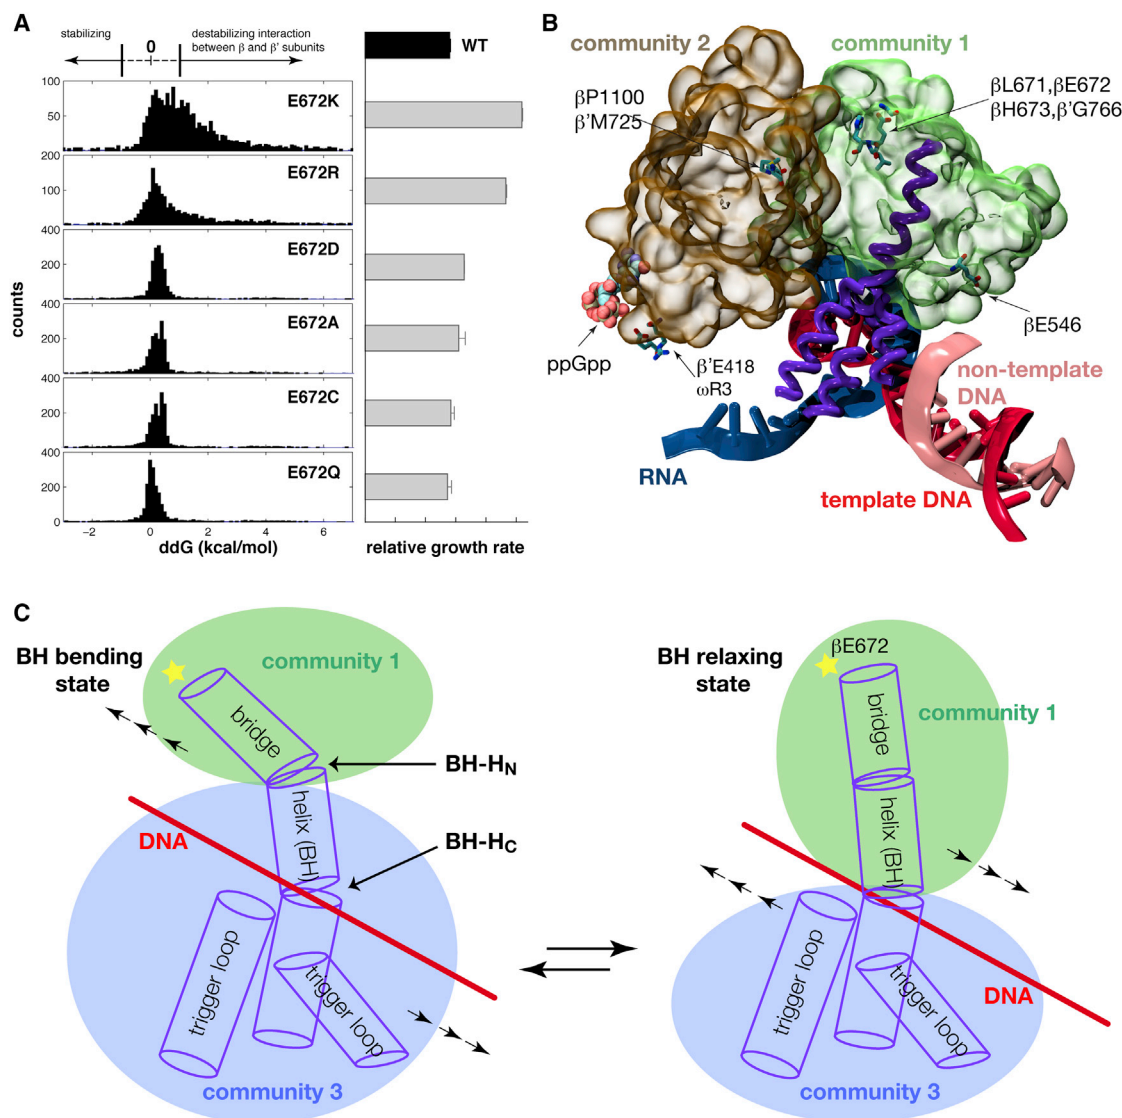 A
stabilizing
0
destabilizing interaction
between β and β' subunits
WT
100
50
E672K
200
100
0
E672R
400
200
0
E672D
400
200
0
E672A
400
200
0
E672C
400
200
0
E672Q
counts
−2
0
2
4
6
ddG (kcal/mol)
relative growth rate
B
community 2
community 1
βP1100
β'M725
βL671,βE672
βH673,β'G766
ppGpp
β'E418
ωR3
βE546
non-template
DNA
RNA
template DNA
C
BH bending
state
community 1
bridge
BH-HN
helix (BH)
DNA
BH-HC
trigger loop
trigger loop
community 3
BH relaxing
state
βE672
bridge
community 1
helix (BH)
trigger loop
trigger loop
DNA
community 3